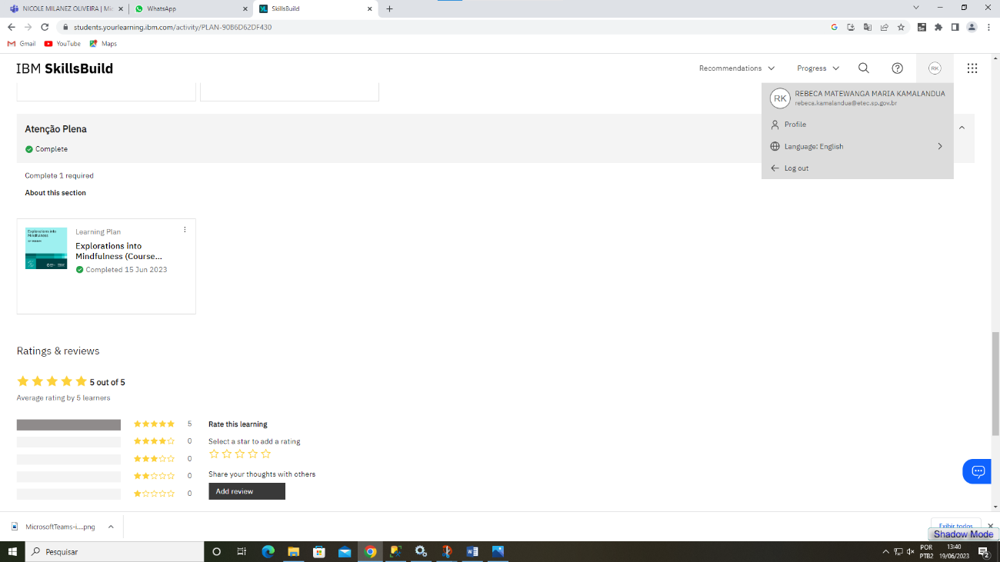 NICOLE MILANEZ OLIVEIRA | Mic
WhatsApp
SkillsBuild
students.yourlearning.ibm.com/activity/PLAN-90B6D62DF430
Gmail
YouTube
Maps
IBM SkillsBuild
Recommendations
Progress
RK
RK
REBECA MATEWANGA MARIA KAMALANDUA
rebeca.kamalandua@etec.sp.gov.br
Profile
Language: English
Log out
Atenção Plena
Complete
Complete 1 required
About this section
Explorations into
Mindfulness
Learning Plan
Explorations into
Mindfulness (Course...
Completed 15 Jun 2023
Ratings & reviews
5 out of 5
Average rating by 5 learners
5
0
0
0
0
Rate this learning
Select a star to add a rating
Share your thoughts with others
Add review
MicrosoftTeams-i....png
Exibir todos
Shadow Mode
Pesquisar
POR
PTB2
13:40
19/06/2023
2